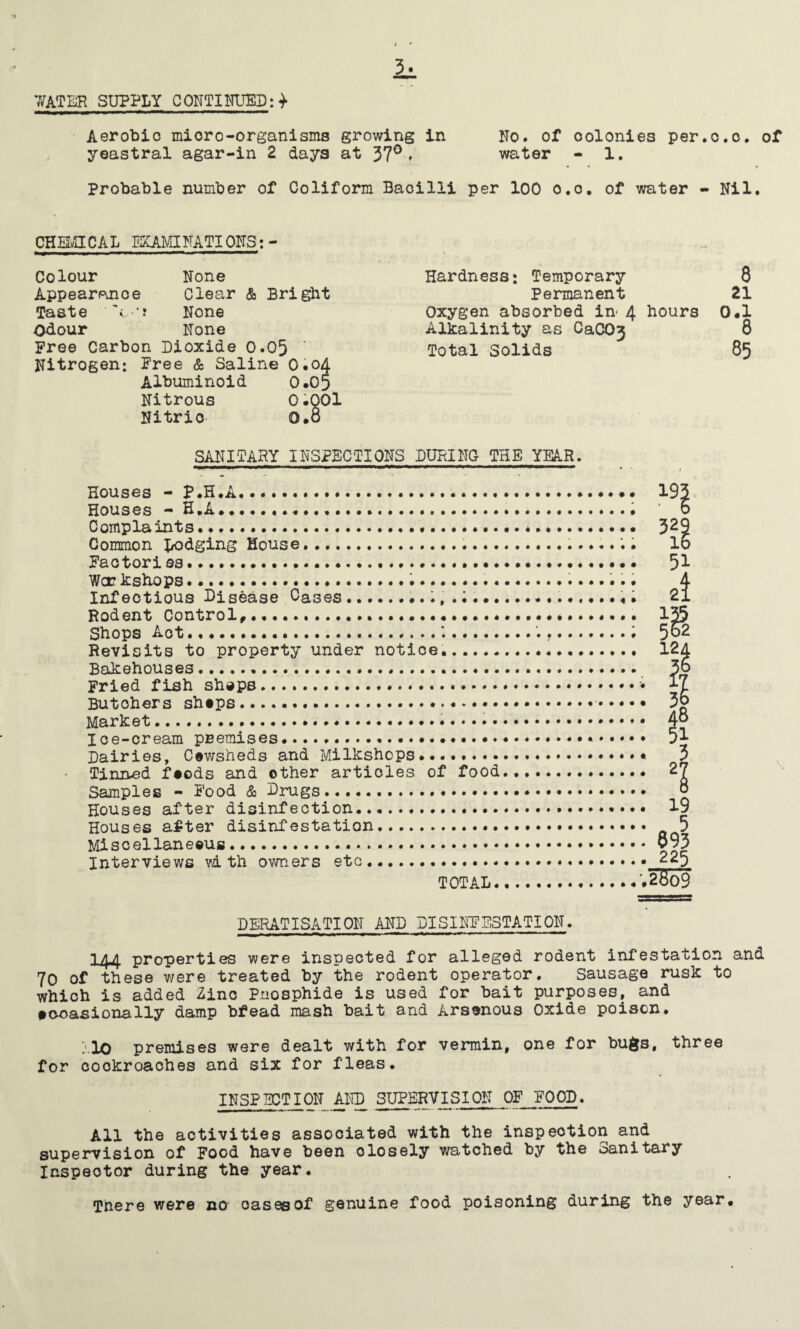 3.
WATER SUPPLY CONTINUED:-
Aerobic micro-organisms growing in No. of colonies per.c.c. of
yeastral agar-in 2 days at 37°. water - 1.
Probable number of Coliform Bacilli per 100 c.c. of water - Nil.
CHEMICAL EXAMINATIONS:-
Colour None Hardness: Temporary 8
Appearance Clear & Bright Permanent 21
Taste None Oxygen absorbed in 4 hours 0.1
Odour None Alkalinity as CaCO3 8
Free Carbon Dioxide 0.05 Total Solids 85
Nitrogen: Free & Saline 0.04
Albuminoid 0.05
Nitrous 0.001
Nitric 0.8
SANITARY INSPECTIONS DURING THE YEAR.
Houses - P.H.A. 193
Houses - H.A. 6
Complaints 329
Common Lodging House 16
Factories 51
Workshops 4
Infectious Disease Cases 21
Rodent Control, 135
Shops Act 562
Revisits to property under notice 124
Bakehouses 36
Fried fish shops 17
Butchers shops 36
Market 48
Ice-cream premises 51
Dairies, Cowsheds and Milkshops 3
Tinned foods and other articles of food 27
Samples - Food & Drugs 8
Houses after disinfection 19
Houses after disinfestation 5
Miscellaneous 893
Interviews with owners etc 225
TOTAL 2809
DERATISATION AND DISINFESTATION.
144 properties were inspected for alleged rodent infestation and
70 of these were treated by the rodent operator. Sausage rusk to
which is added Zinc Phosphide is used for bait purposes, and
occasionally damp bread mash bait and Arsenous Oxide poison.
10 premises were dealt with for vermin, one for bugs, three
for cockroaches and six for fleas.
INSPECTION AND SUPERVISION OF FOOD.
All the activities associated with the inspection and
supervision of Food have been closely watched by the Sanitary
Inspector during the year.
There were no cases of genuine food poisoning during the year.